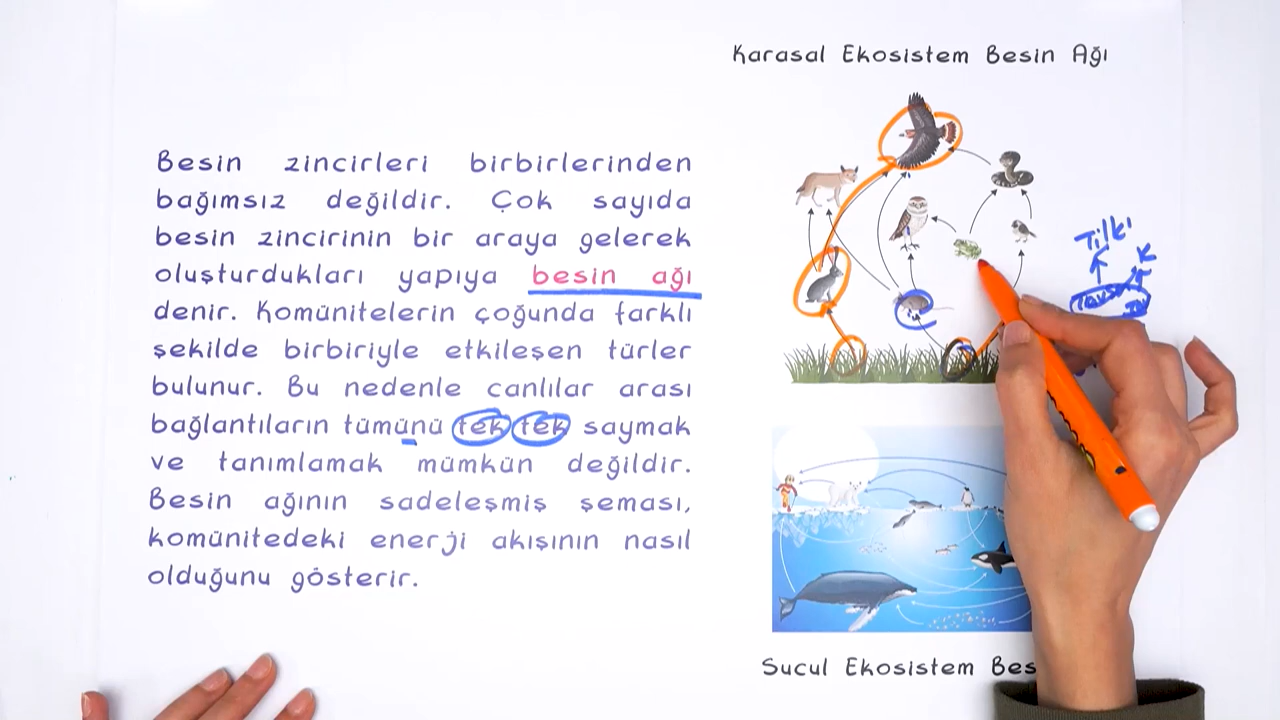 Karasal Ekosistem Besin Ağı
Besin zincirleri birbirlerinden
bağımsız değildir. Çok sayıda
besin zincirinin bir araya gelerek
oluşturdukları yapıya besin ağı
denir. Komünitelerin çoğunda farklı
şekilde birbiriyle etkileşen türler
bulunur. Bu nedenle canlılar arası
bağlantıların tümünü tek tek saymak
ve tanımlamak mümkün değildir.
Besin ağının sadeleşmiş şeması,
komünitedeki enerji akışının nasıl
olduğunu gösterir.
Tilki
K
Sucul Ekosistem Bes